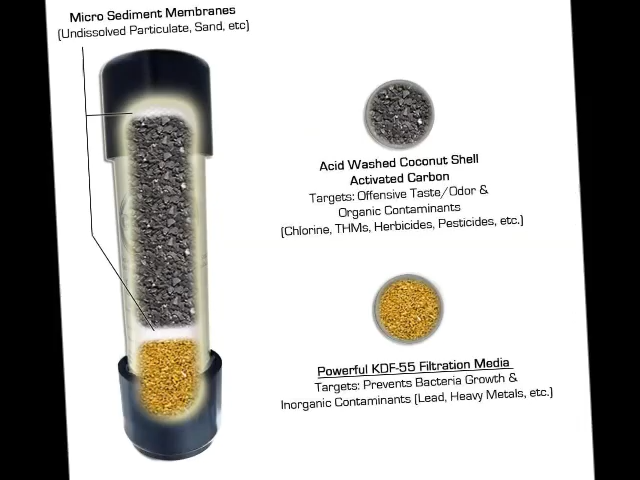 Micro Sediment Membranes
(Undissolved Particulate, Sand, etc)
Acid Washed Coconut Shell
Activated Carbon
Targets: Offensive Taste/Odor &
Organic Contaminants
(Chlorine, THMs, Herbicides, Pesticides, etc.)
Powerful KDF-55 Filtration Media
Targets: Prevents Bacteria Growth &
Inorganic Contaminants (Lead, Heavy Metals, etc.)